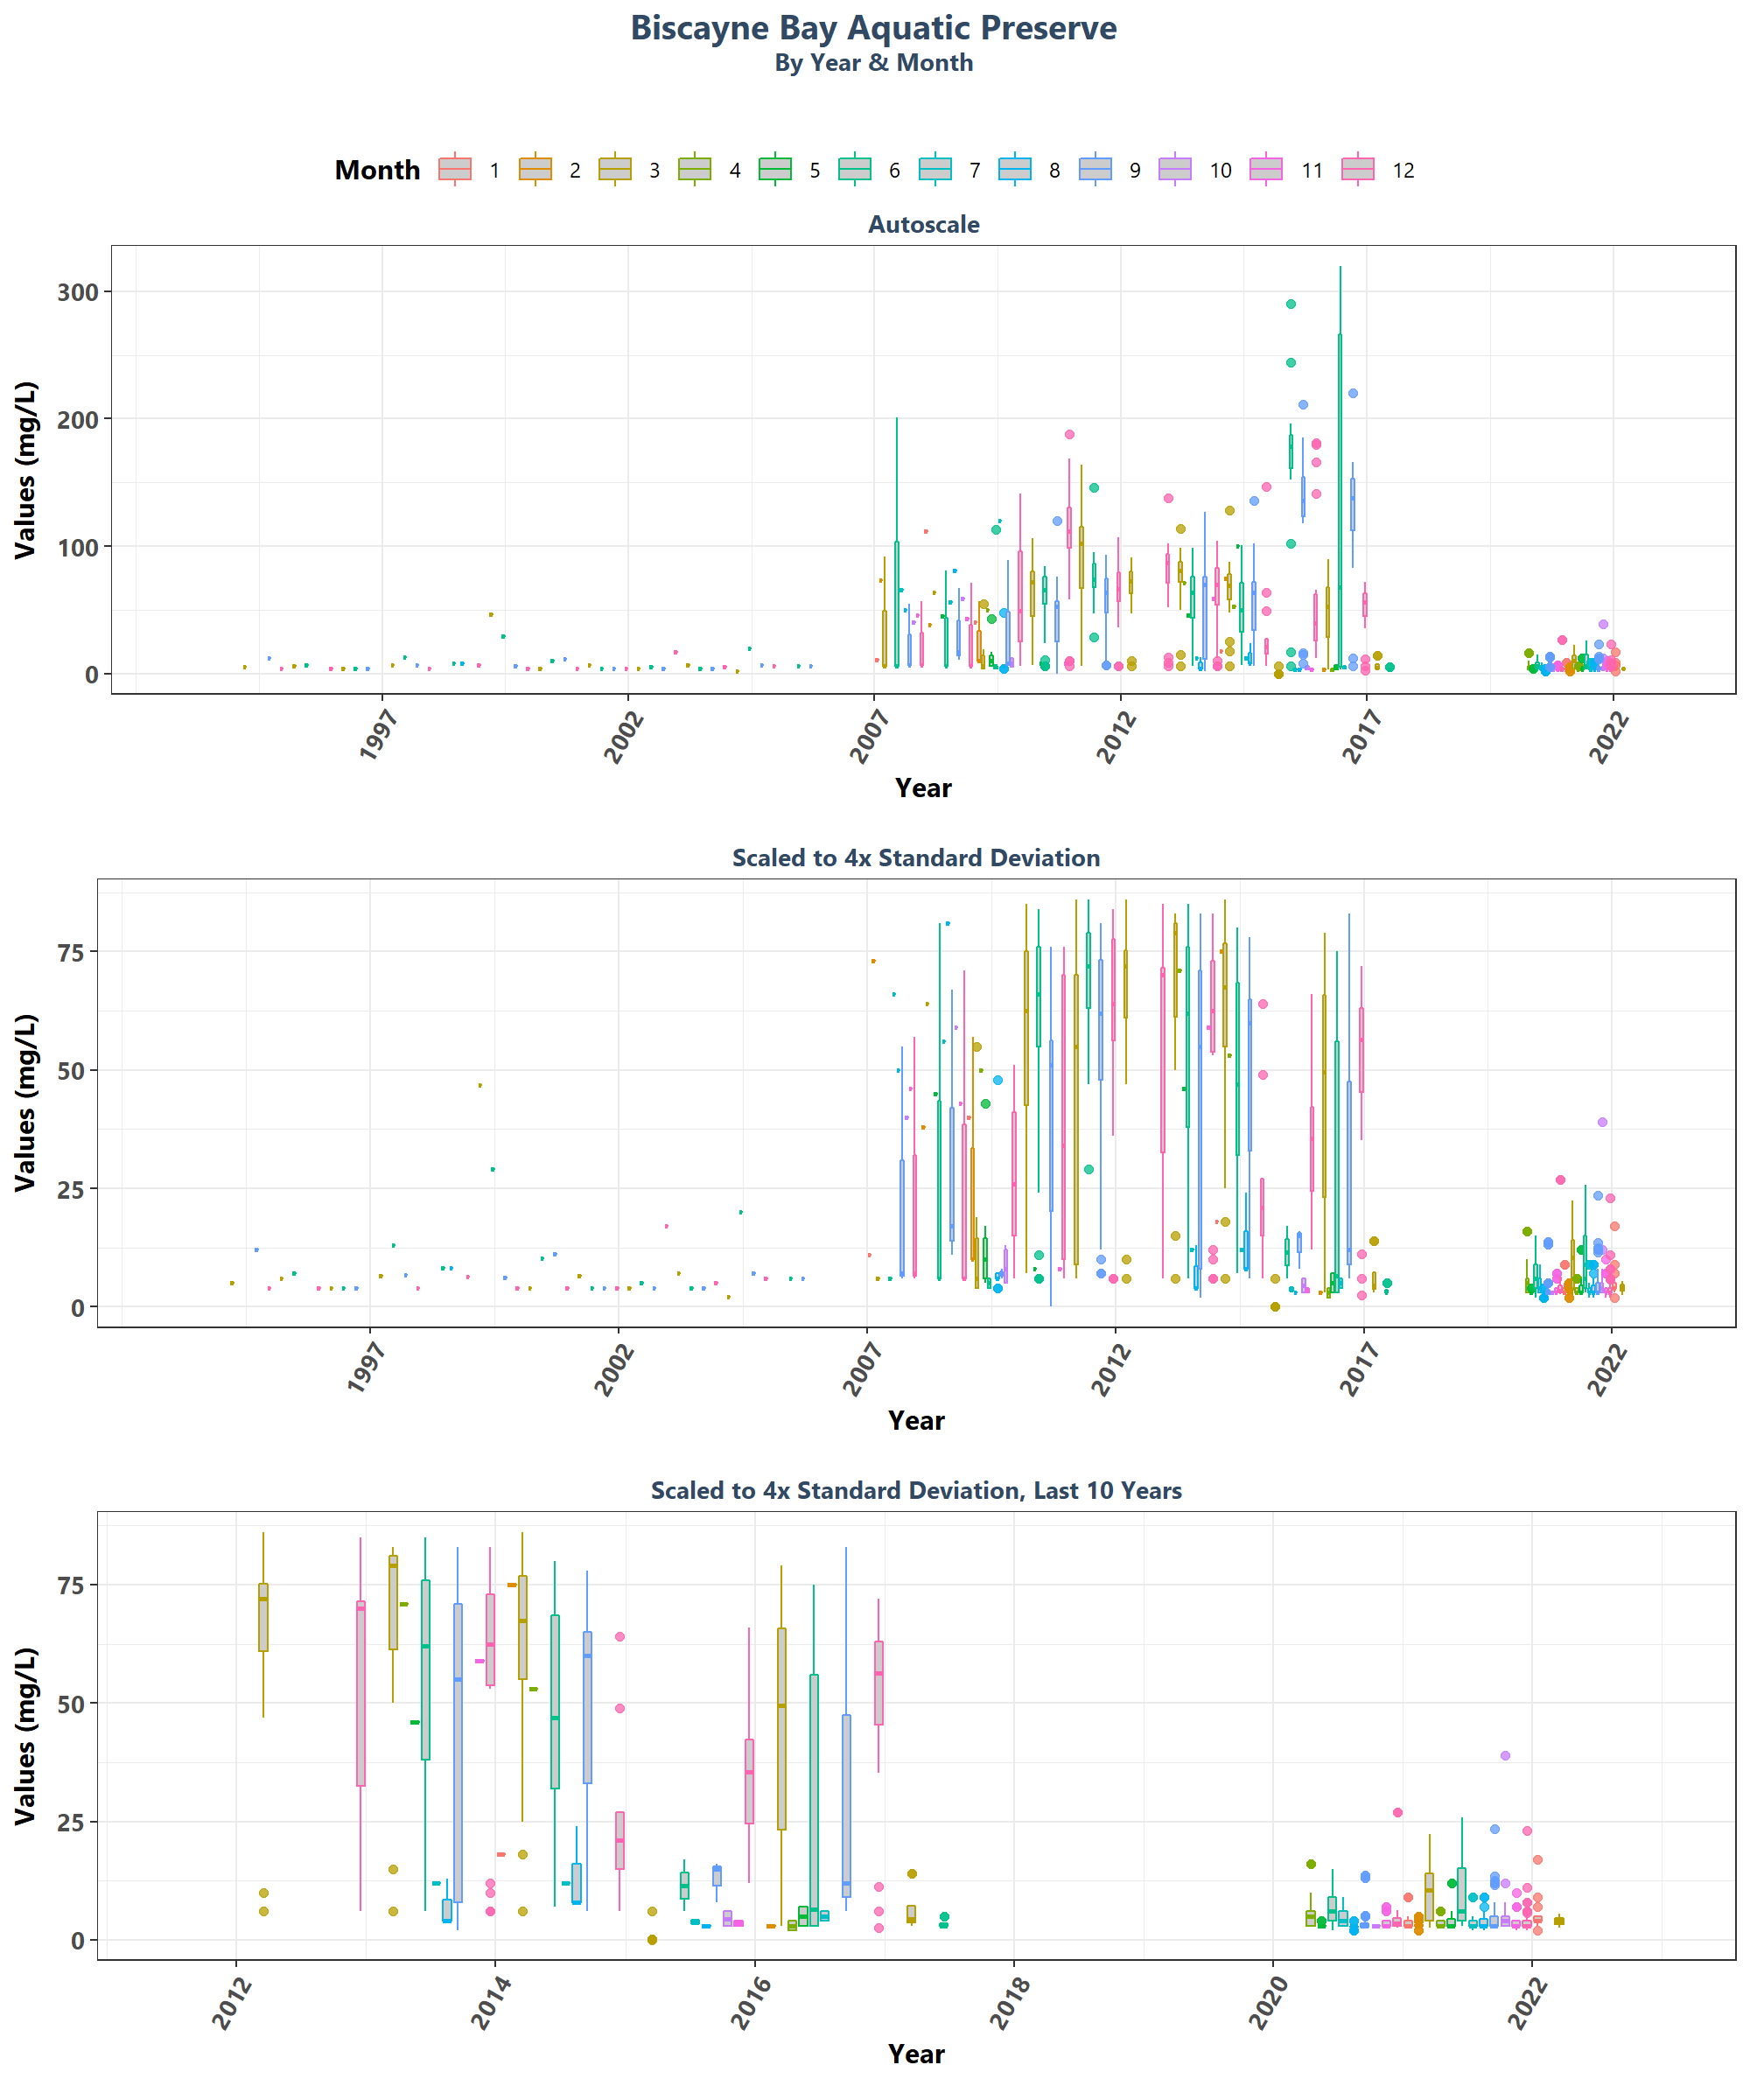 Biscayne Bay Aquatic Preserve
By Year & Month
Month 1 2 3 4 5 6 7 8 9 10 11 12
Autoscale
Values (mg/L)
300
200
100
0
1997 2002 2007 2012 2017 2022
Year
Scaled to 4x Standard Deviation
Values (mg/L)
75
50
25
0
1997 2002 2007 2012 2017 2022
Year
Scaled to 4x Standard Deviation, Last 10 Years
Values (mg/L)
75
50
25
0
2012 2014 2016 2018 2020 2022
Year